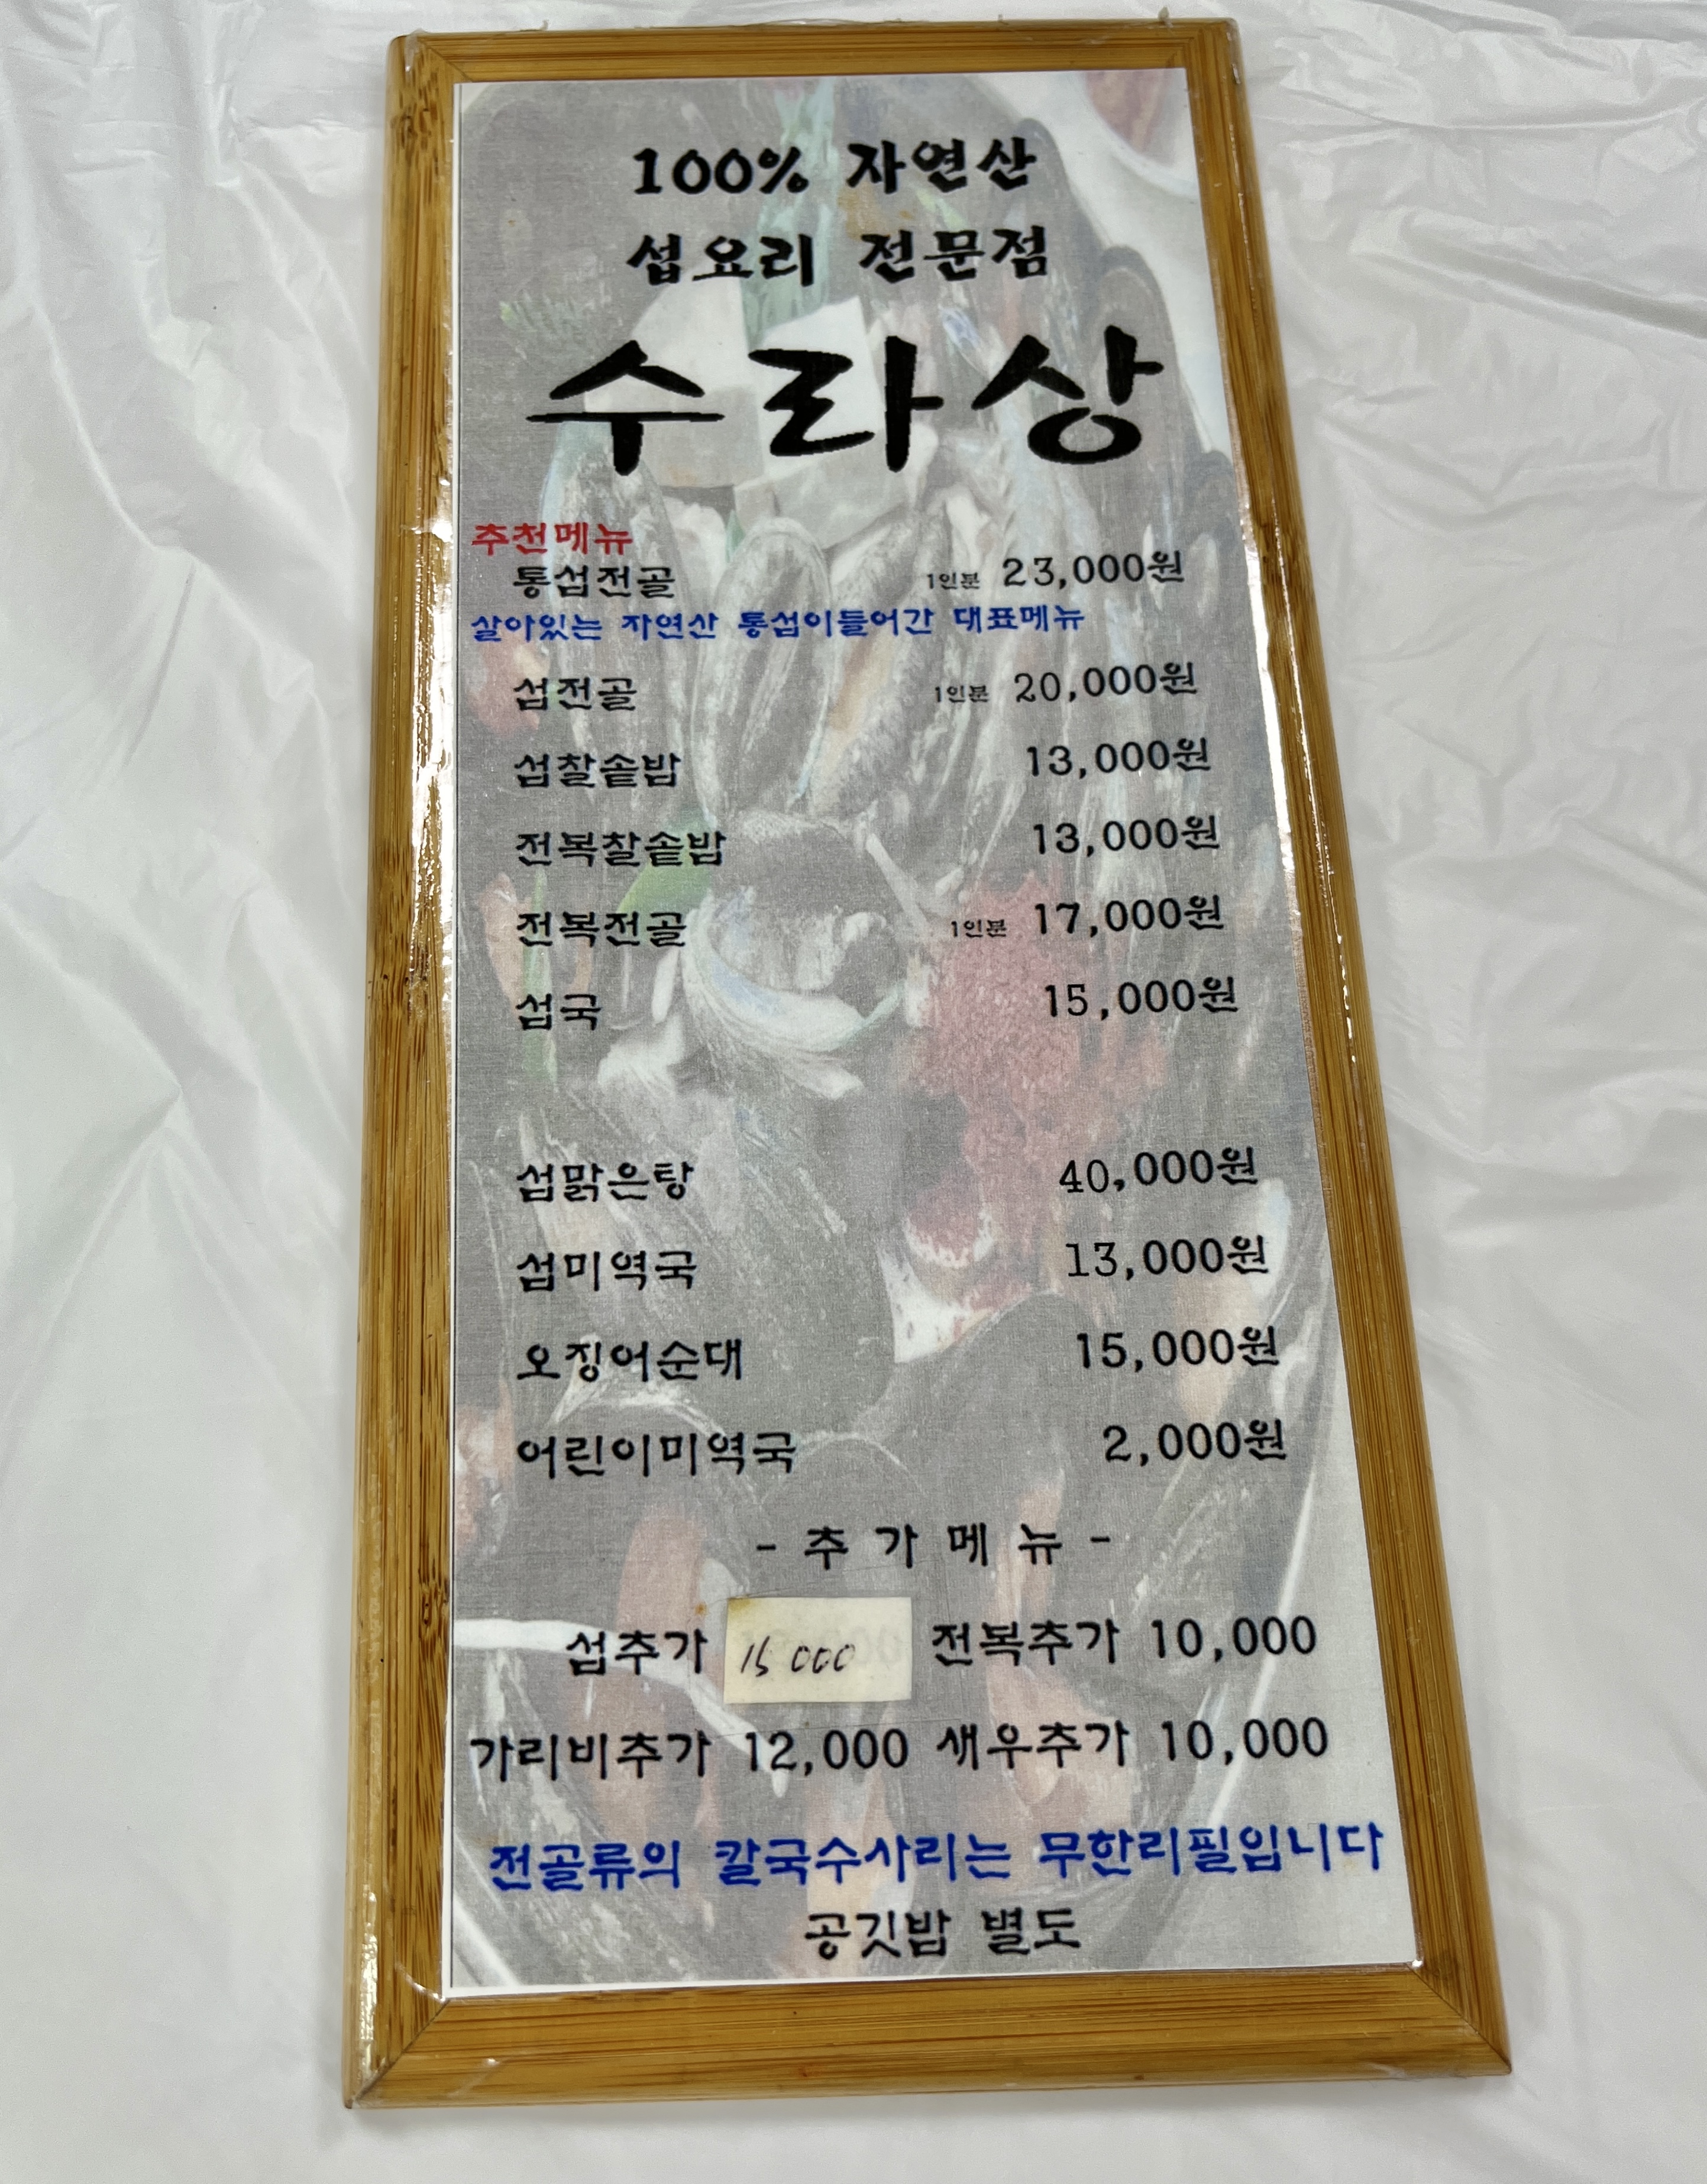 100% 자연산
섭요리 전문점
수라상
추천메뉴
통섭전골 1인분 23,000원
살아있는 자연산 통섭이들어간 대표메뉴
섭전골 1인분 20,000원
섭찰솥밥 13,000원
전복찰솥밥 13,000원
전복전골 1인분 17,000원
섭국 15,000원
섭맑은탕 40,000원
섭미역국 13,000원
오징어순대 15,000원
어린이미역국 2,000원
- 추 가 메 뉴 -
섭추가 15 000 전복추가 10,000
가리비추가 12,000 새우추가 10,000
전골류의 칼국수사리는 무한리필입니다
공깃밥 별도